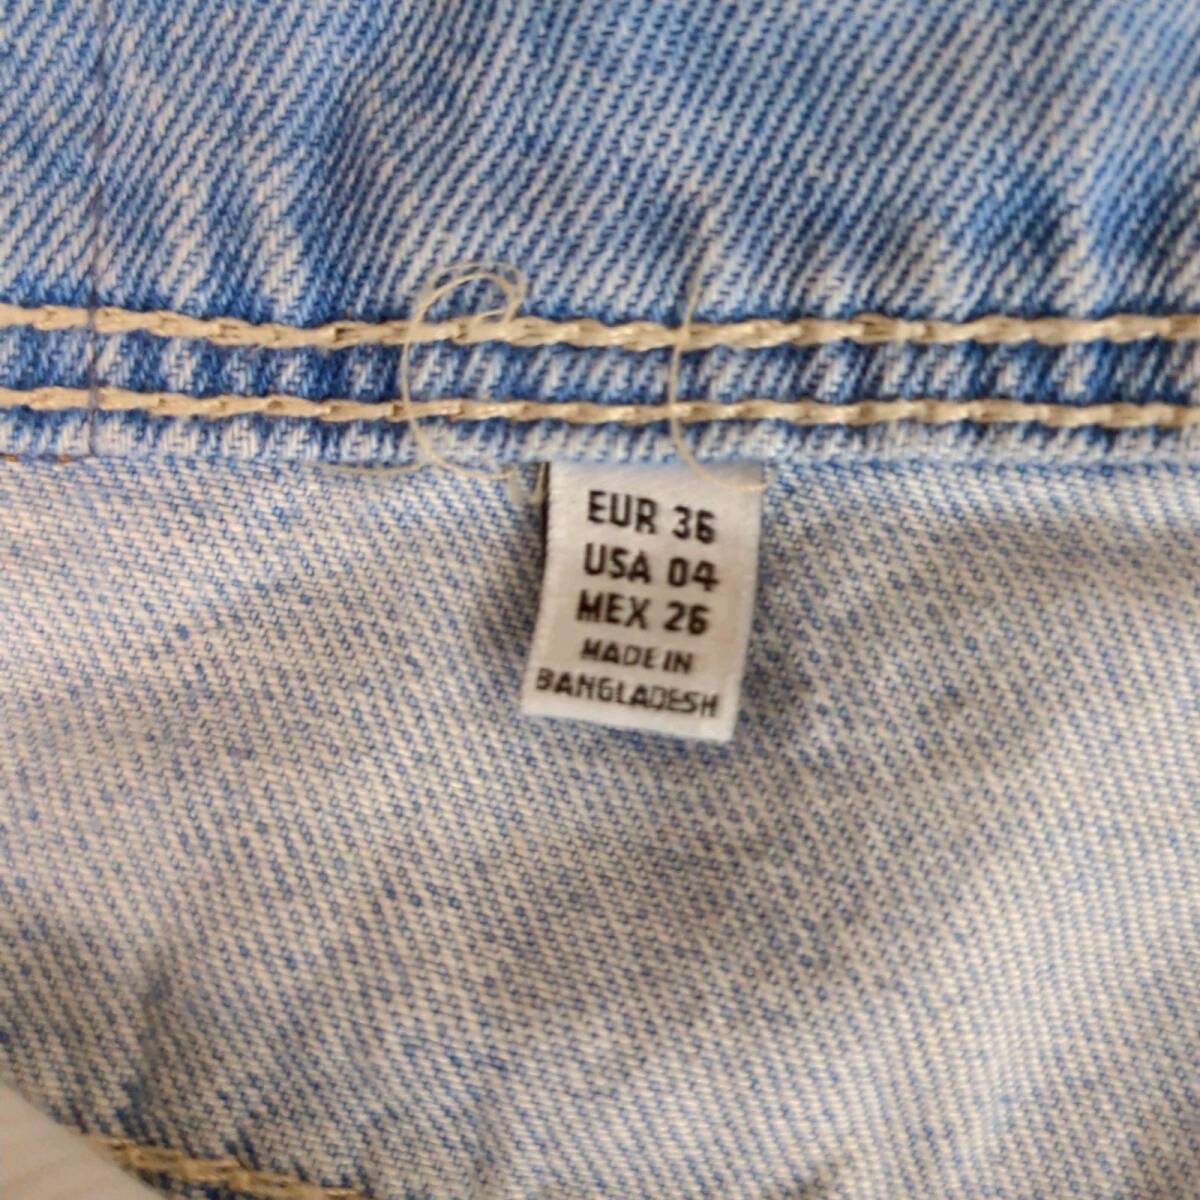 EUR 36
USA 04
MEX 26
MADE IN
BANGLADESH